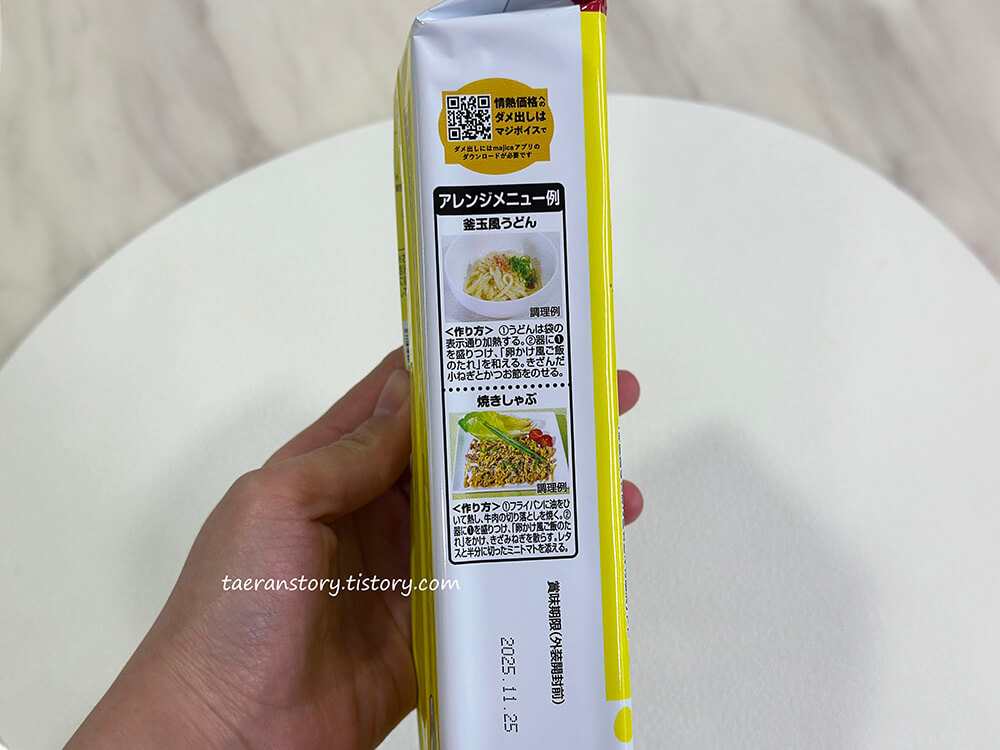 情熱価格への
ダメ出しは
マジボイスで
ダメ出しにはmajicaアプリの
ダウンロードが必要です
アレンジメニュー例
釜玉風うどん
調理例
＜作り方＞①うどんは袋の
表示通り加熱する。②器に❶
を盛りつけ、「卵かけ風ご飯
のたれ」を和える。きざんだ
小ねぎとかつお節をのせる。
焼きしゃぶ
調理例
＜作り方＞①フライパンに油をひ
いて熱し、牛肉の切り落としを焼く。②
器に❶を盛りつけ、「卵かけ風ご飯のた
れ」をかけ、きざみねぎを散らす。レタ
スと半分に切ったミニトマトを添える。
taeranstory.tistory.com
賞味期限(外装開封前)
2025.11.25